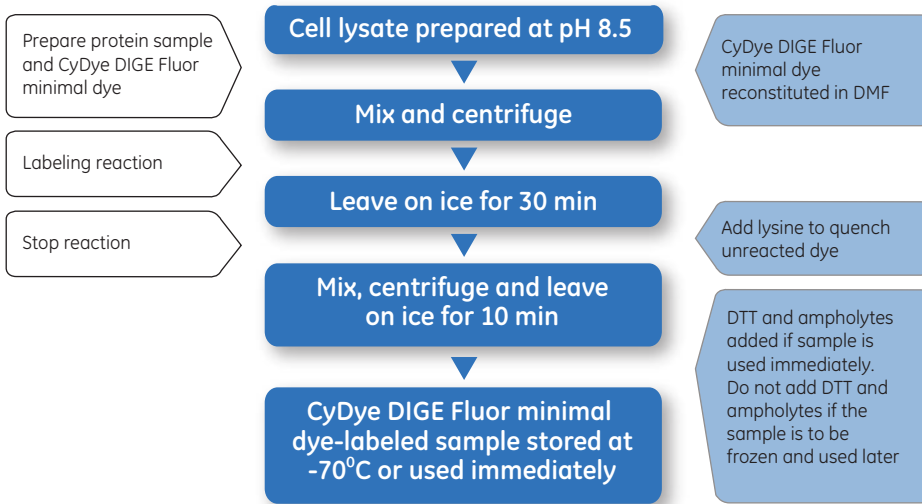 Prepare protein sample
and CyDye DIGE Fluor
minimal dye
Cell lysate prepared at pH 8.5
CyDye DIGE Fluor
minimal dye
reconstituted in DMF
Mix and centrifuge
Labeling reaction
Leave on ice for 30 min
Stop reaction
Add lysine to quench
unreacted dye
Mix, centrifuge and leave
on ice for 10 min
DTT and ampholytes
added if sample is
used immediately.
Do not add DTT and
ampholytes if the
sample is to be
frozen and used later
CyDye DIGE Fluor minimal
dye-labeled sample stored at
-70⁰C or used immediately